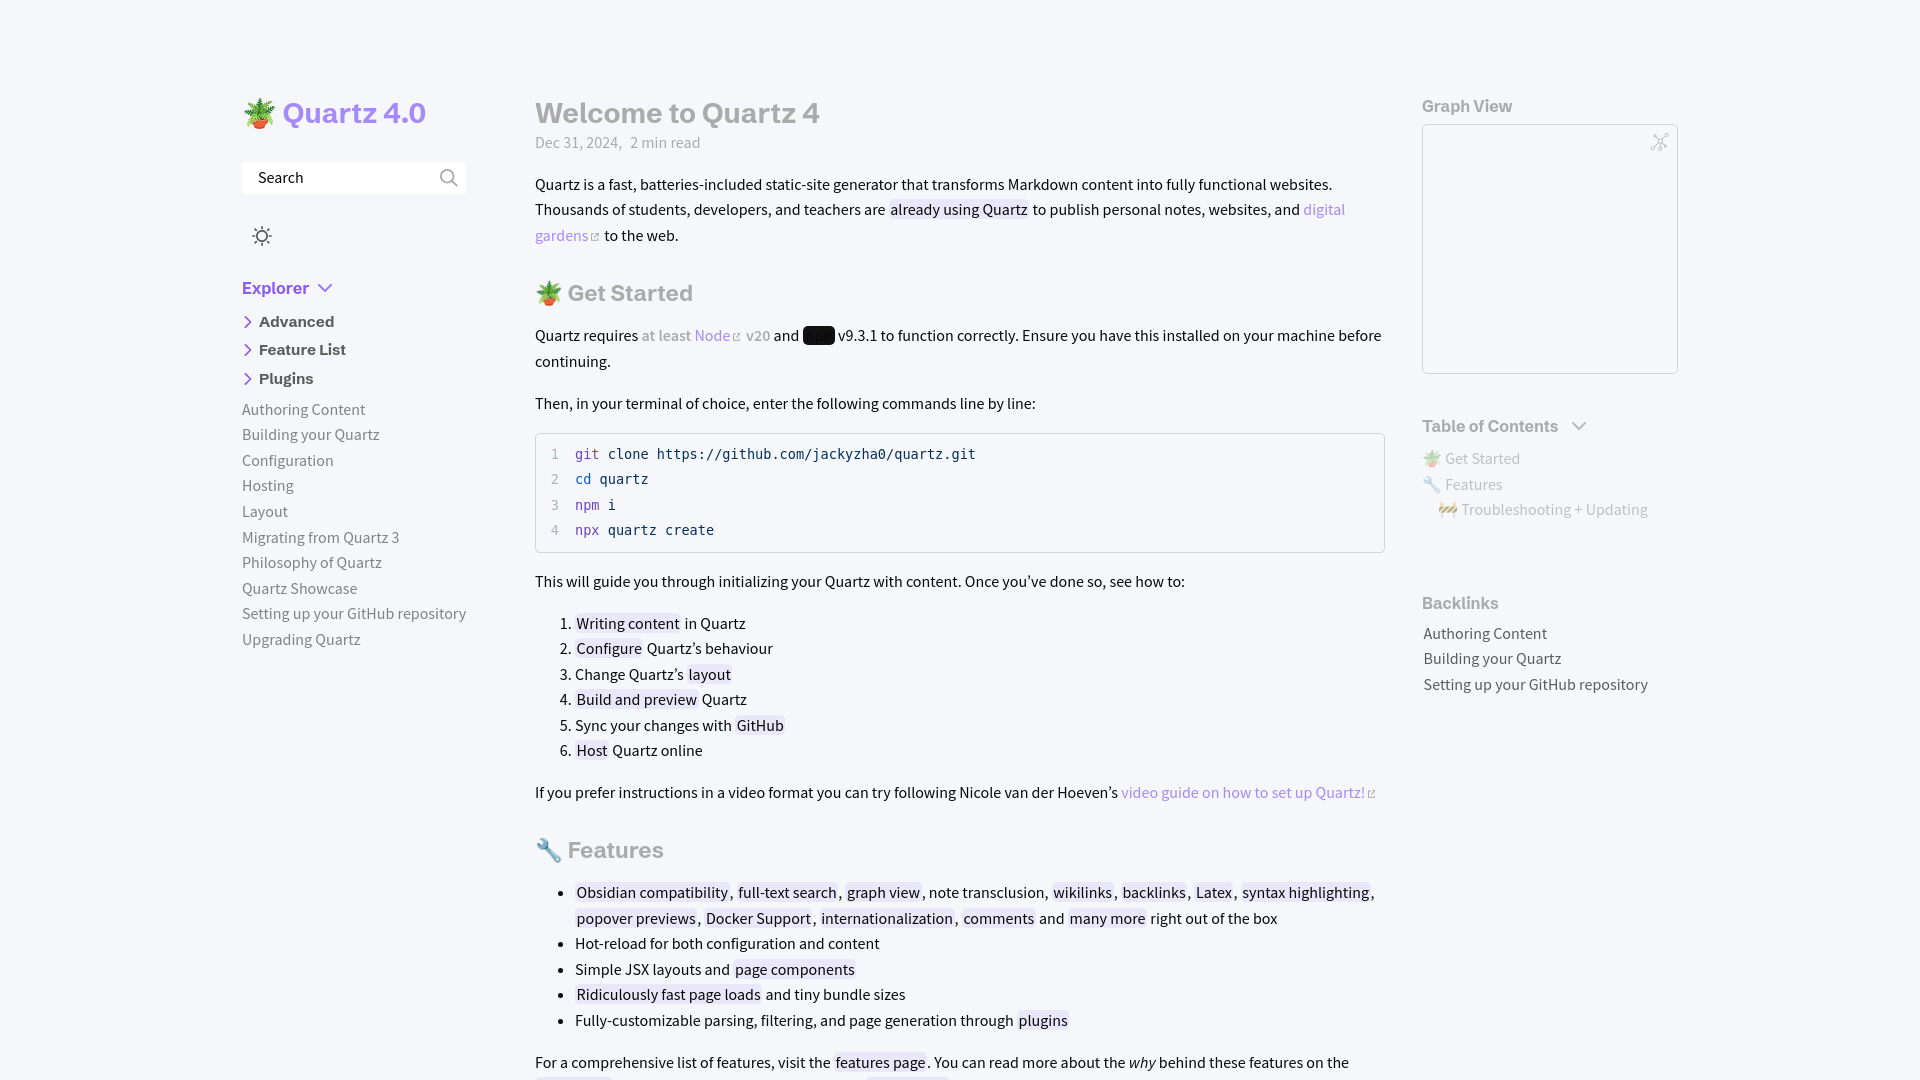 Quartz 4.0
Search
Explorer
Advanced
Feature List
Plugins
Authoring Content
Building your Quartz
Configuration
Hosting
Layout
Migrating from Quartz 3
Philosophy of Quartz
Quartz Showcase
Setting up your GitHub repository
Upgrading Quartz
Welcome to Quartz 4
Dec 31, 2024, 2 min read
Quartz is a fast, batteries-included static-site generator that transforms Markdown content into fully functional websites.
Thousands of students, developers, and teachers are already using Quartz to publish personal notes, websites, and digital
gardens to the web.
Get Started
Quartz requires at least Node v20 and v9.3.1 to function correctly. Ensure you have this installed on your machine before
continuing.
Then, in your terminal of choice, enter the following commands line by line:
1 git clone https://github.com/jackyzha0/quartz.git
2 cd quartz
3 npm i
4 npx quartz create
This will guide you through initializing your Quartz with content. Once you’ve done so, see how to:
1. Writing content in Quartz
2. Configure Quartz’s behaviour
3. Change Quartz’s layout
4. Build and preview Quartz
5. Sync your changes with GitHub
6. Host Quartz online
If you prefer instructions in a video format you can try following Nicole van der Hoeven’s video guide on how to set up Quartz!
Features
• Obsidian compatibility, full-text search, graph view, note transclusion, wikilinks, backlinks, Latex, syntax highlighting,
popover previews, Docker Support, internationalization, comments and many more right out of the box
• Hot-reload for both configuration and content
• Simple JSX layouts and page components
• Ridiculously fast page loads and tiny bundle sizes
• Fully-customizable parsing, filtering, and page generation through plugins
For a comprehensive list of features, visit the features page. You can read more about the why behind these features on the
Graph View
Table of Contents
Get Started
Features
Troubleshooting + Updating
Backlinks
Authoring Content
Building your Quartz
Setting up your GitHub repository